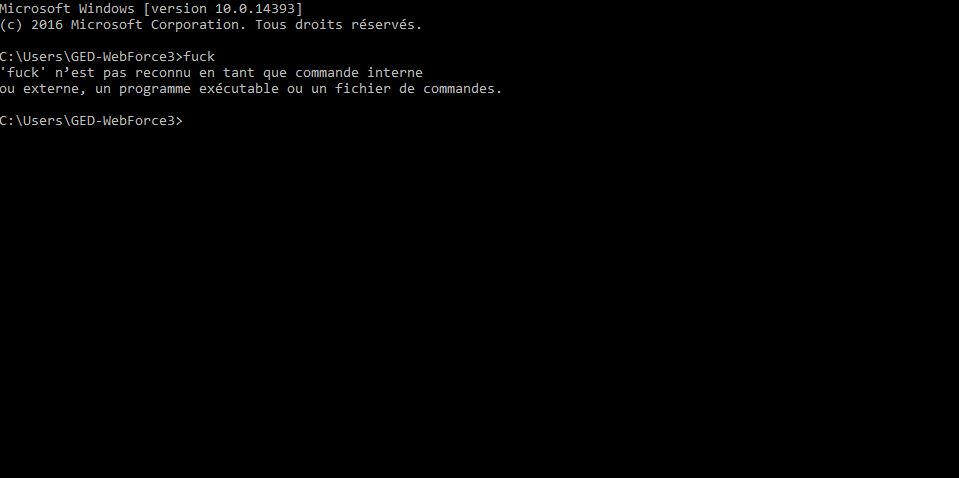 Microsoft Windows [version 10.0.14393]
(c) 2016 Microsoft Corporation. Tous droits réservés.
C:\Users\GED-WebForce3>fuck
'fuck' n’est pas reconnu en tant que commande interne
ou externe, un programme exécutable ou un fichier de commandes.
C:\Users\GED-WebForce3>